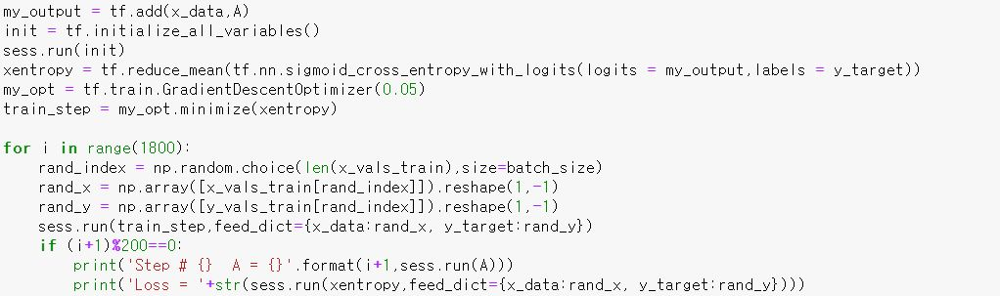 my_output = tf.add(x_data,A)
init = tf.initialize_all_variables()
sess.run(init)
xentropy = tf.reduce_mean(tf.nn.sigmoid_cross_entropy_with_logits(logits = my_output,labels = y_target))
my_opt = tf.train.GradientDescentOptimizer(0.05)
train_step = my_opt.minimize(xentropy)

for i in range(1800):
    rand_index = np.random.choice(len(x_vals_train),size=batch_size)
    rand_x = np.array([x_vals_train[rand_index]]).reshape(1,-1)
    rand_y = np.array([y_vals_train[rand_index]]).reshape(1,-1)
    sess.run(train_step,feed_dict={x_data:rand_x, y_target:rand_y})
    if (i+1)%200==0:
        print('Step # {}  A = {}'.format(i+1,sess.run(A)))
        print('Loss = '+str(sess.run(xentropy,feed_dict={x_data:rand_x, y_target:rand_y})))